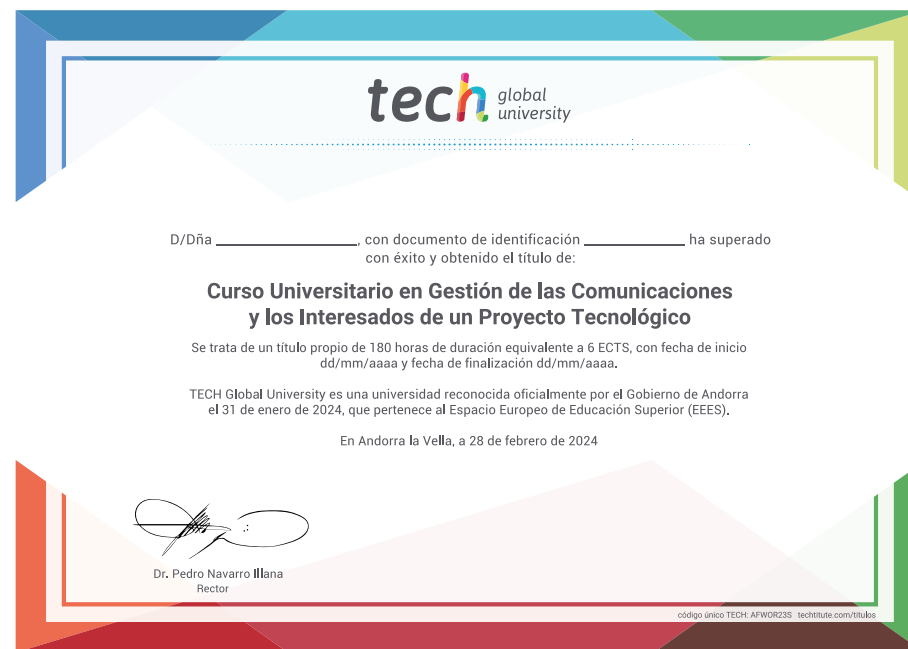 tech global
university
D/Dña ____________________, con documento de identificación ______________ ha superado
con éxito y obtenido el título de:
Curso Universitario en Gestión de las Comunicaciones
y los Interesados de un Proyecto Tecnológico
Se trata de un título propio de 180 horas de duración equivalente a 6 ECTS, con fecha de inicio
dd/mm/aaaa y fecha de finalización dd/mm/aaaa.
TECH Global University es una universidad reconocida oficialmente por el Gobierno de Andorra
el 31 de enero de 2024, que pertenece al Espacio Europeo de Educación Superior (EEES).
En Andorra la Vella, a 28 de febrero de 2024
Dr. Pedro Navarro Illana
Rector
código único TECH: AFWOR23S techtitute.com/titulos